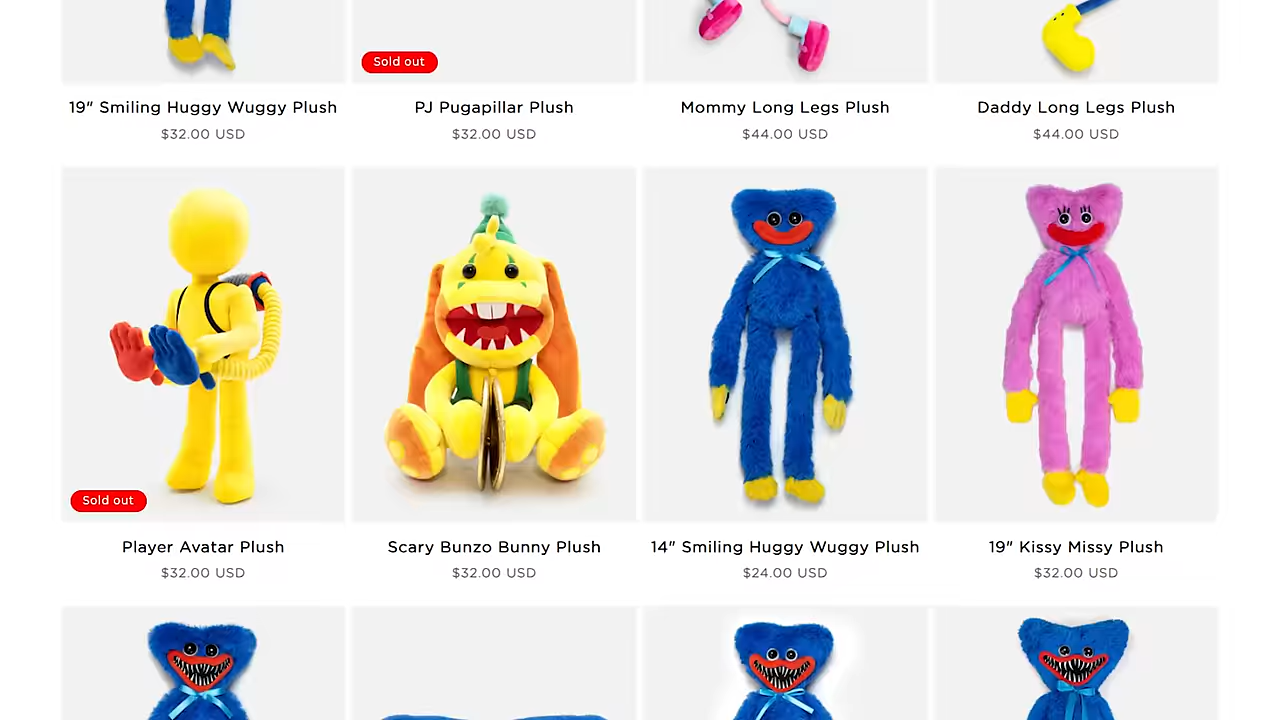 Sold out
19" Smiling Huggy Wuggy Plush
$32.00 USD
PJ Pugapillar Plush
$32.00 USD
Mommy Long Legs Plush
$44.00 USD
Daddy Long Legs Plush
$44.00 USD
Sold out
Player Avatar Plush
$32.00 USD
Scary Bunzo Bunny Plush
$32.00 USD
14" Smiling Huggy Wuggy Plush
$24.00 USD
19" Kissy Missy Plush
$32.00 USD